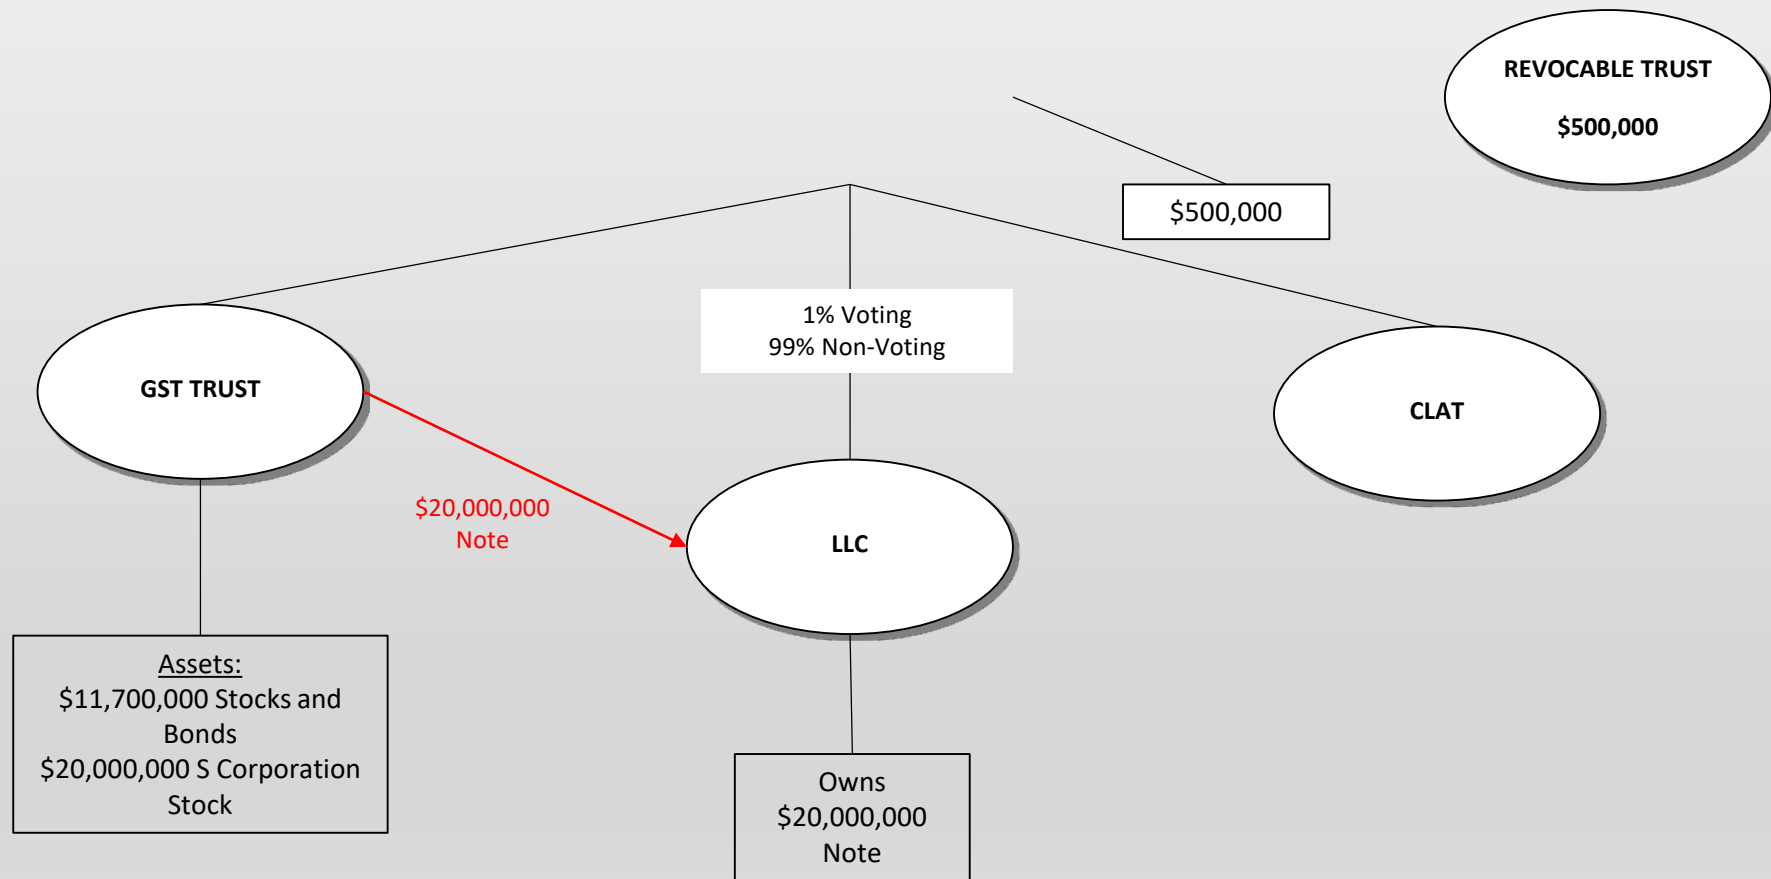 REVOCABLE TRUST
$500,000
$500,000
1% Voting
99% Non-Voting
GST TRUST
CLAT
$20,000,000
Note
LLC
Assets:
$11,700,000 Stocks and
Bonds
$20,000,000 S Corporation
Stock
Owns
$20,000,000
Note